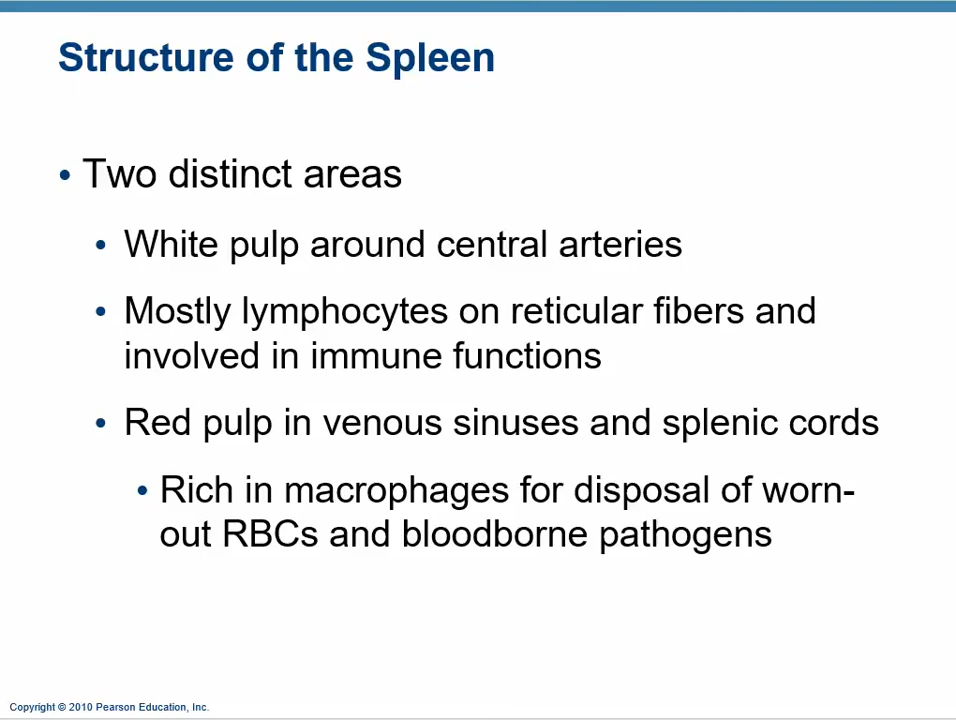 Structure of the Spleen
• Two distinct areas
• White pulp around central arteries
• Mostly lymphocytes on reticular fibers and
involved in immune functions
• Red pulp in venous sinuses and splenic cords
• Rich in macrophages for disposal of worn-
out RBCs and bloodborne pathogens
Copyright © 2010 Pearson Education, Inc.